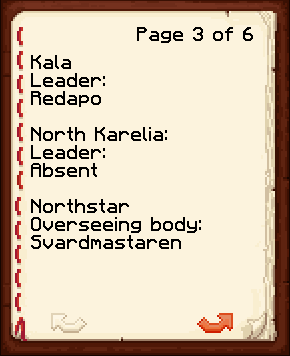 Page 3 of 6
Kala
Leader:
Redapo
North Karelia:
Leader:
Absent
Northstar
Overseeing body:
Svardmastaren